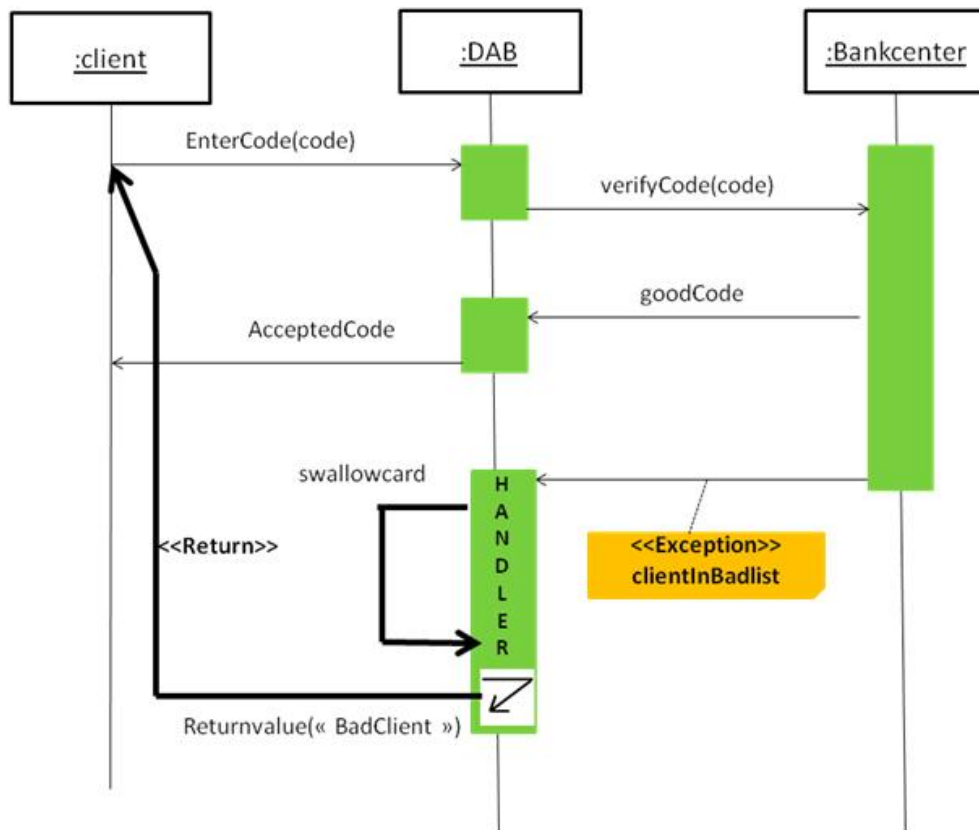 :client
:DAB
:Bankcenter
EnterCode(code)
verifyCode(code)
goodCode
AcceptedCode
swallowcard
H
A
N
D
L
E
R
<<Return>>
<<Exception>>
clientInBadlist
Returnvalue(« BadClient »)